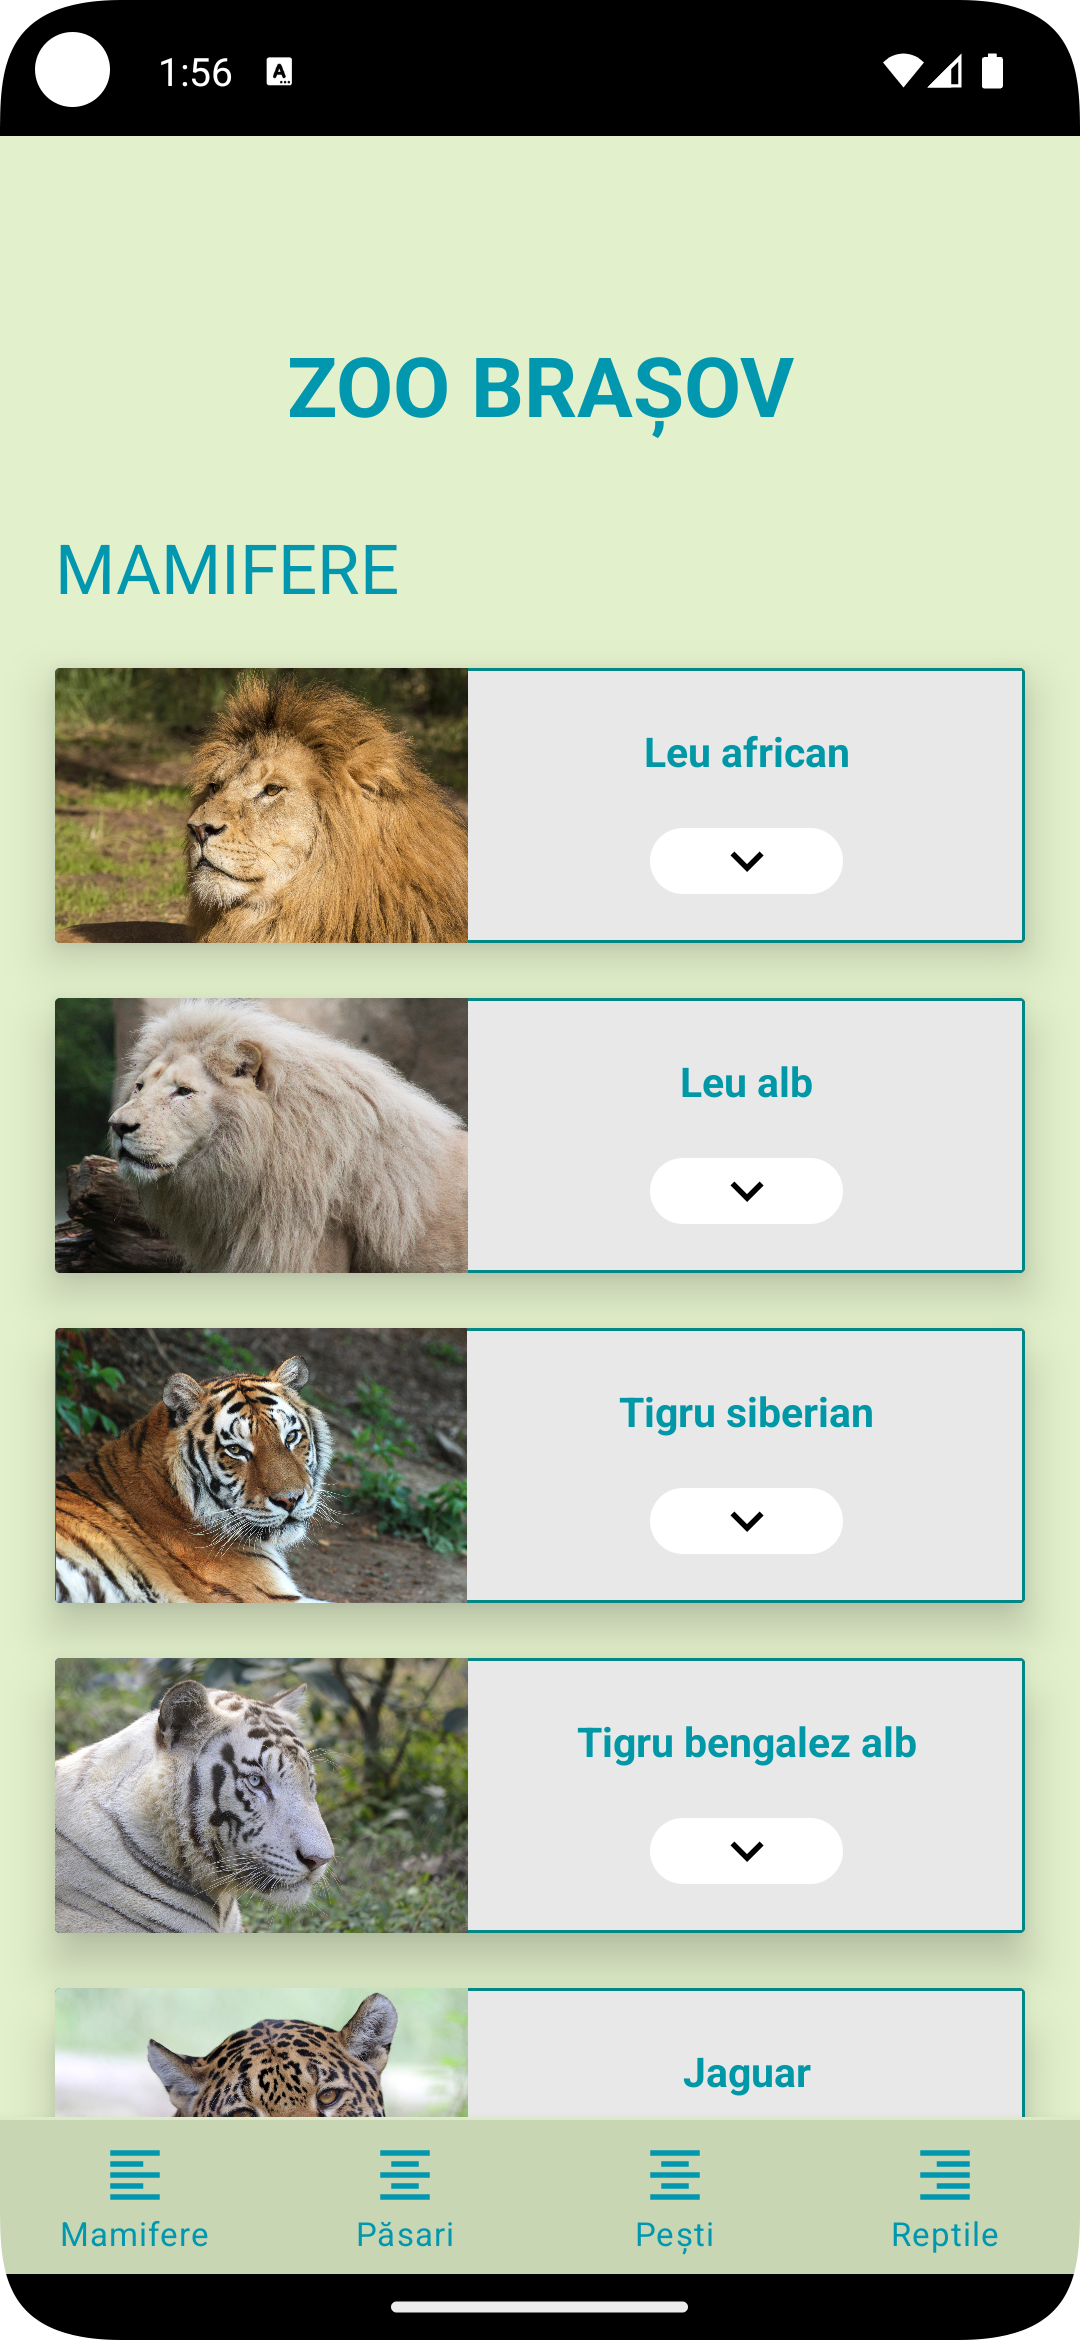 1:56
ZOO BRAȘOV
MAMIFERE
Leu african
Leu alb
Tigru siberian
Tigru bengalez alb
Jaguar
Mamifere
Păsari
Pești
Reptile